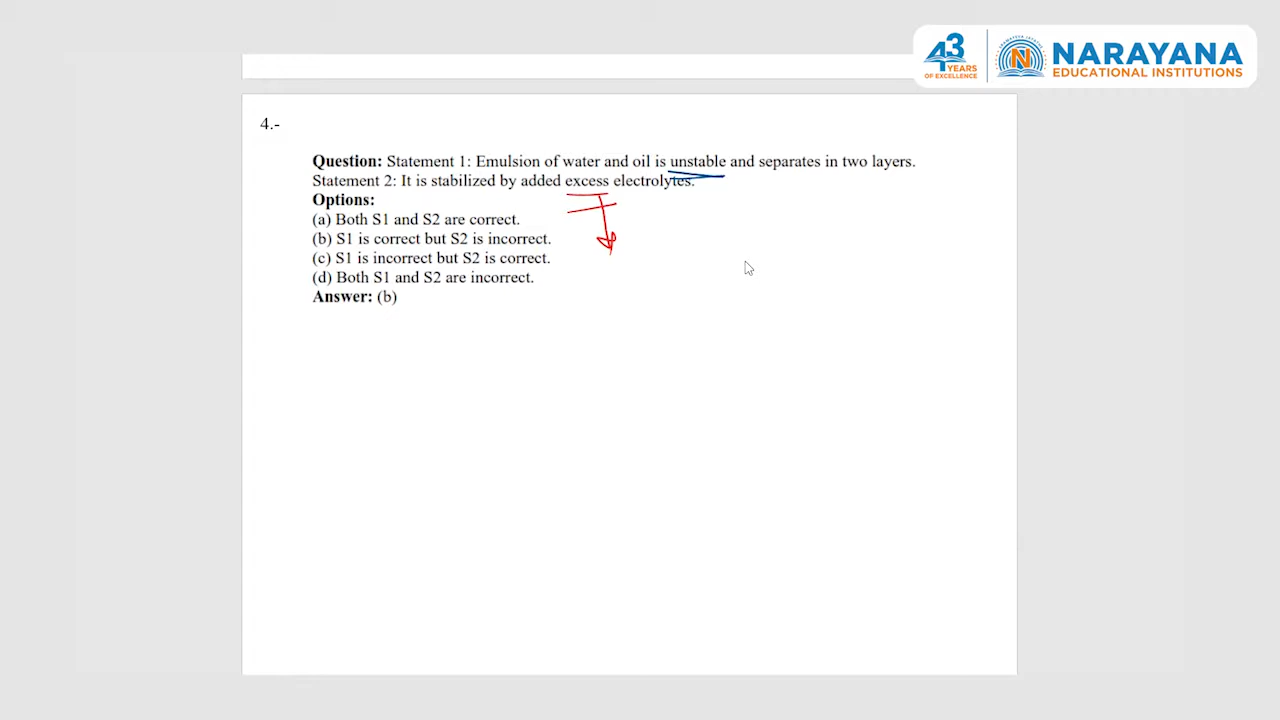 43
YEARS
OF EXCELLENCE
NARAYANA
EDUCATIONAL INSTITUTIONS
4.-
Question: Statement 1: Emulsion of water and oil is unstable and separates in two layers.
Statement 2: It is stabilized by added excess electrolytes.
Options:
(a) Both S1 and S2 are correct.
(b) S1 is correct but S2 is incorrect.
(c) S1 is incorrect but S2 is correct.
(d) Both S1 and S2 are incorrect.
Answer: (b)